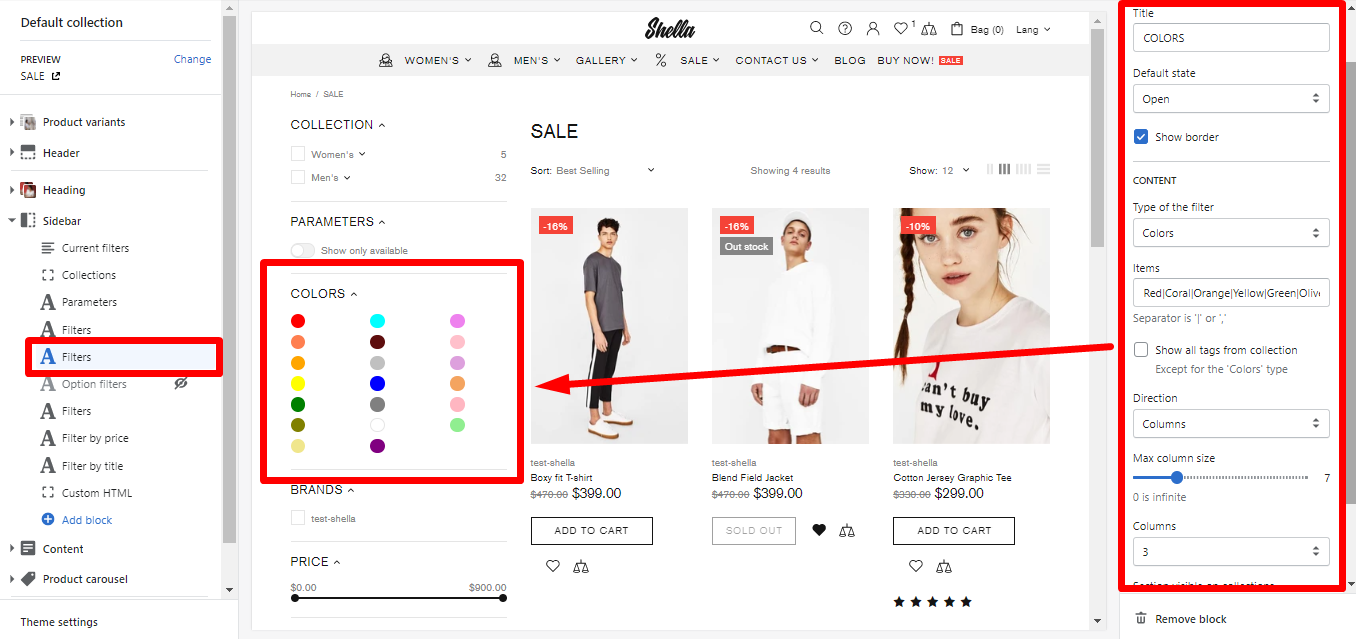 Default collection
PREVIEW
Change
SALE
Product variants
Header
Heading
Sidebar
Current filters
Collections
Parameters
Filters
Filters
Option filters
Filters
Filter by price
Filter by title
Custom HTML
Add block
Content
Product carousel
Theme settings
Shella
1
Bag (0)
Lang
WOMEN'S
MEN'S
GALLERY
%
SALE
CONTACT US
BLOG
BUY NOW!
SALE
Home / SALE
COLLECTION
Women's
5
Men's
32
PARAMETERS
Show only available
COLORS
BRANDS
test-shella
PRICE
$0.00
$900.00
SALE
Sort: Best Selling
Showing 4 results
Show: 12
-16%
-16%
Out stock
-10%
can't buy
my love.
test-shella
Boxy fit T-shirt
$470.00 $399.00
ADD TO CART
test-shella
Blend Field Jacket
$470.00 $399.00
SOLD OUT
test-shella
Cotton Jersey Graphic Tee
$330.00 $299.00
ADD TO CART
Title
COLORS
Default state
Open
Show border
CONTENT
Type of the filter
Colors
Items
Red|Coral|Orange|Yellow|Green|Olive
Separator is '|' or ','
Show all tags from collection
Except for the 'Colors' type
Direction
Columns
Max column size
7
0 is infinite
Columns
3
Section visible on collections
Remove block